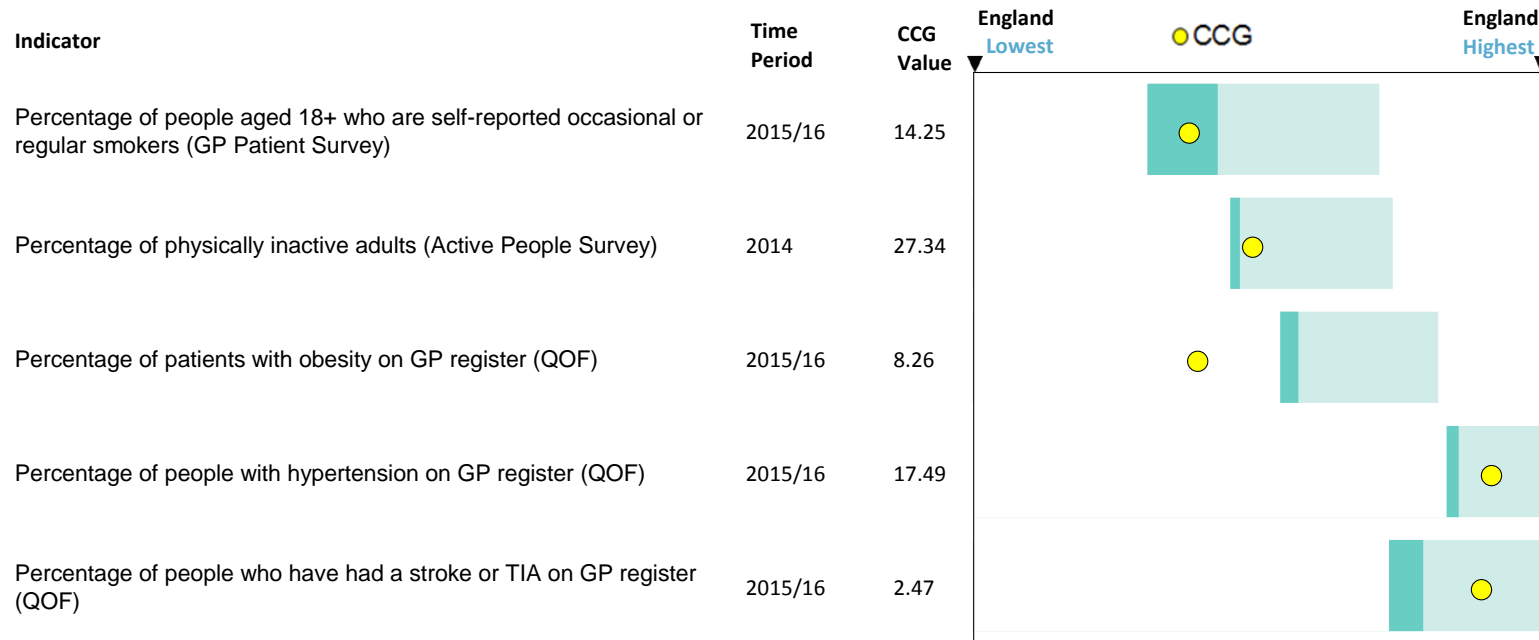 Indicator
Time
Period
CCG
Value
England
Lowest
CCG
England
Highest
Percentage of people aged 18+ who are self-reported occasional or
regular smokers (GP Patient Survey)
2015/16
14.25
Percentage of physically inactive adults (Active People Survey)
2014
27.34
Percentage of patients with obesity on GP register (QOF)
2015/16
8.26
Percentage of people with hypertension on GP register (QOF)
2015/16
17.49
Percentage of people who have had a stroke or TIA on GP register
(QOF)
2015/16
2.47